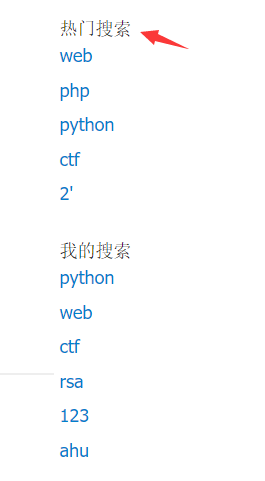 热门搜索
web
php
python
ctf
2'
我的搜索
python
web
ctf
rsa
123
ahu